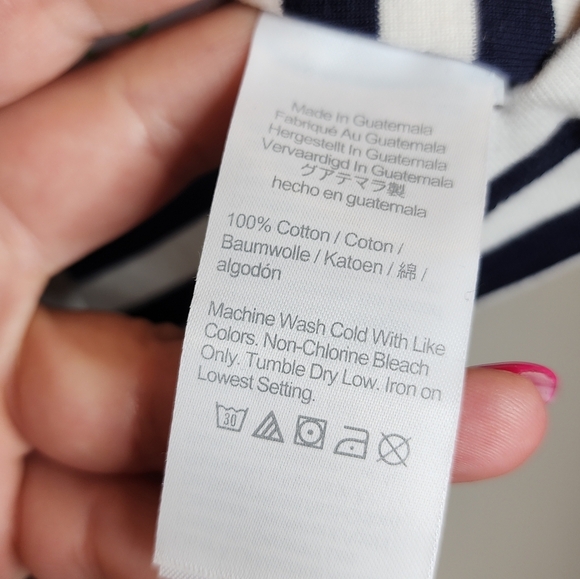 Made In Guatemala
Fabriqué Au Guatemala
Hergestellt In Guatemala
Vervaardigd In Guatemala
グアテマラ製
hecho en guatemala
100% Cotton / Coton /
Baumwolle / Katoen / 綿 /
algodón
Machine Wash Cold With Like
Colors. Non-Chlorine Bleach
Only. Tumble Dry Low. Iron on
Lowest Setting.
30